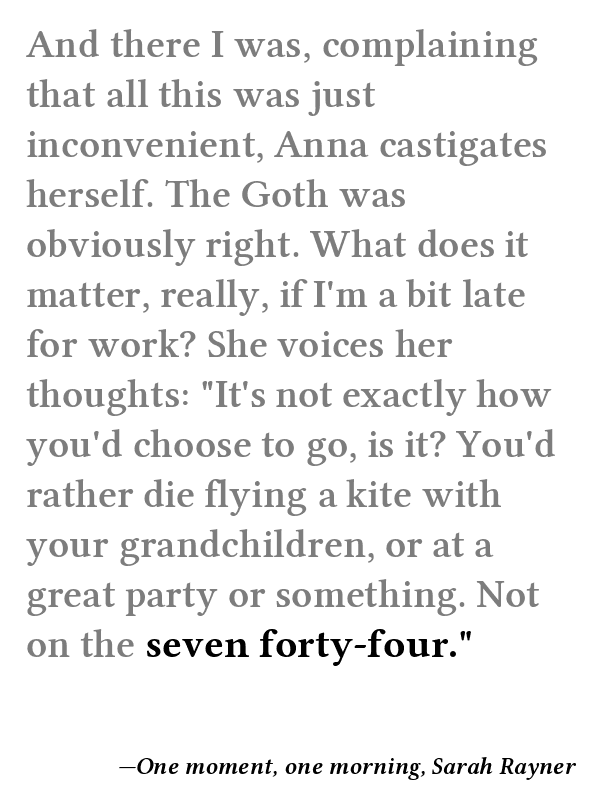 And there I was, complaining
that all this was just
inconvenient, Anna castigates
herself. The Goth was
obviously right. What does it
matter, really, if I'm a bit late
for work? She voices her
thoughts: "It's not exactly how
you'd choose to go, is it? You'd
rather die flying a kite with
your grandchildren, or at a
great party or something. Not
on the seven forty-four."
—One moment, one morning, Sarah Rayner